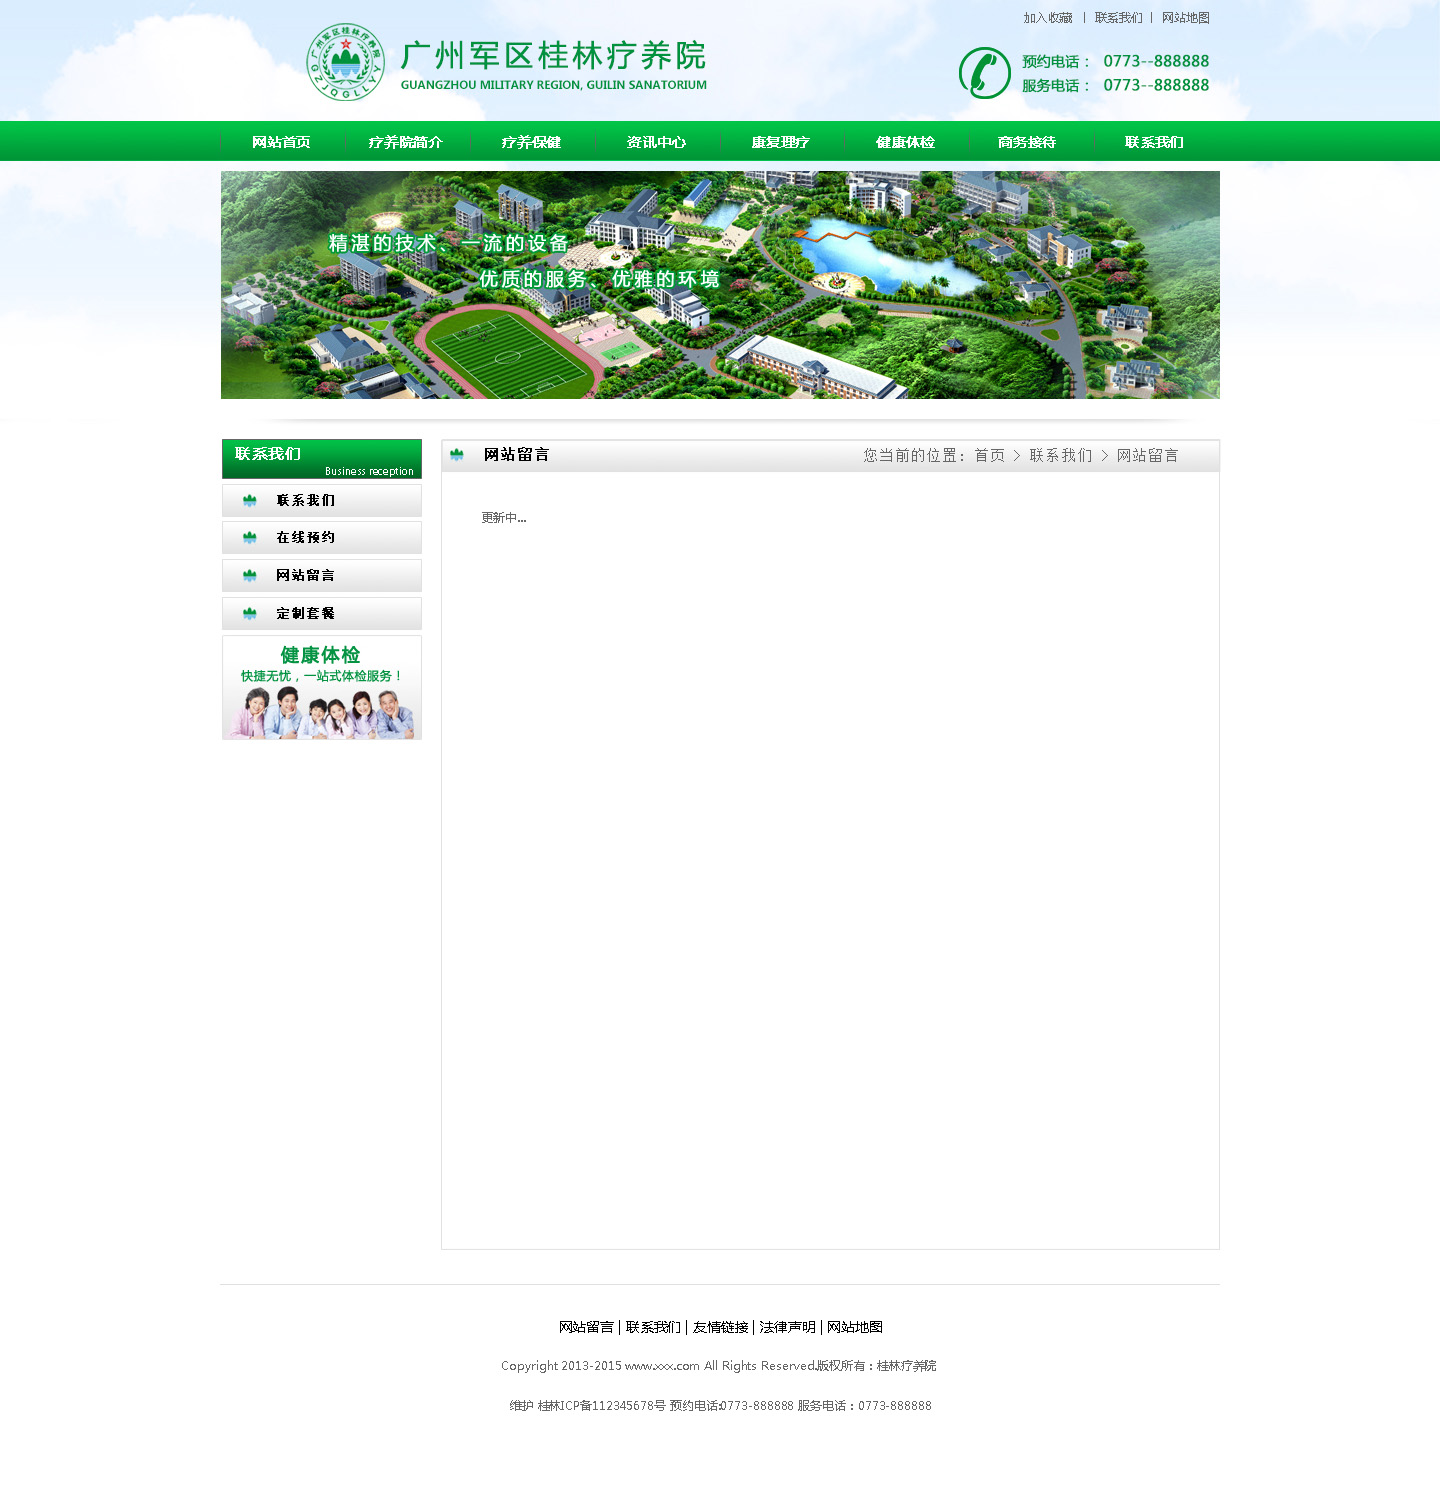 加入收藏 | 联系我们 | 网站地图
广州军区桂林疗养院
GUANGZHOU MILITARY REGION, GUILIN SANATORIUM
预约电话： 0773--888888
服务电话： 0773--888888
网站首页 疗养院简介 疗养保健 资讯中心 康复理疗 健康体检 商务接待 联系我们
精湛的技术、一流的设备
优质的服务、优雅的环境
联系我们
Business reception
联系我们
在线预约
网站留言
定制套餐
健康体检
快捷无忧，一站式体检服务！
网站留言
您当前的位置：首页 > 联系我们 > 网站留言
更新中...
网站留言 | 联系我们 | 友情链接 | 法律声明 | 网站地图
Copyright 2013-2015 www.xxx.com All Rights Reserved.版权所有：桂林疗养院
维护 桂林ICP备112345678号 预约电话:0773-888888 服务电话：0773-888888